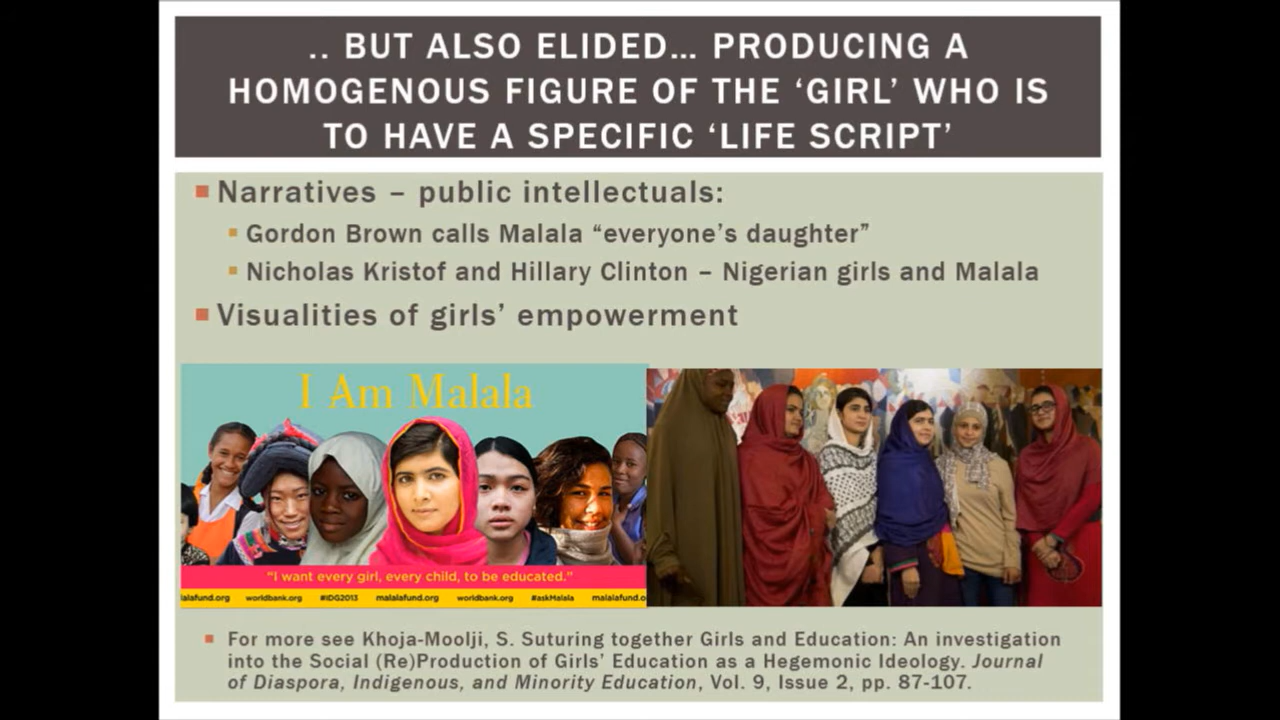 .. BUT ALSO ELIDED... PRODUCING A
HOMOGENOUS FIGURE OF THE ‘GIRL’ WHO IS
TO HAVE A SPECIFIC ‘LIFE SCRIPT’
Narratives – public intellectuals:
Gordon Brown calls Malala “everyone’s daughter”
Nicholas Kristof and Hillary Clinton – Nigerian girls and Malala
Visualities of girls’ empowerment
I Am Malala
“I want every girl, every child, to be educated.”
alafund.org worldbank.org #IDG2013 malalafund.org worldbank.org #askMalala malalafund.o
For more see Khoja-Moolji, S. Suturing together Girls and Education: An investigation
into the Social (Re)Production of Girls’ Education as a Hegemonic Ideology. Journal
of Diaspora, Indigenous, and Minority Education, Vol. 9, Issue 2, pp. 87-107.